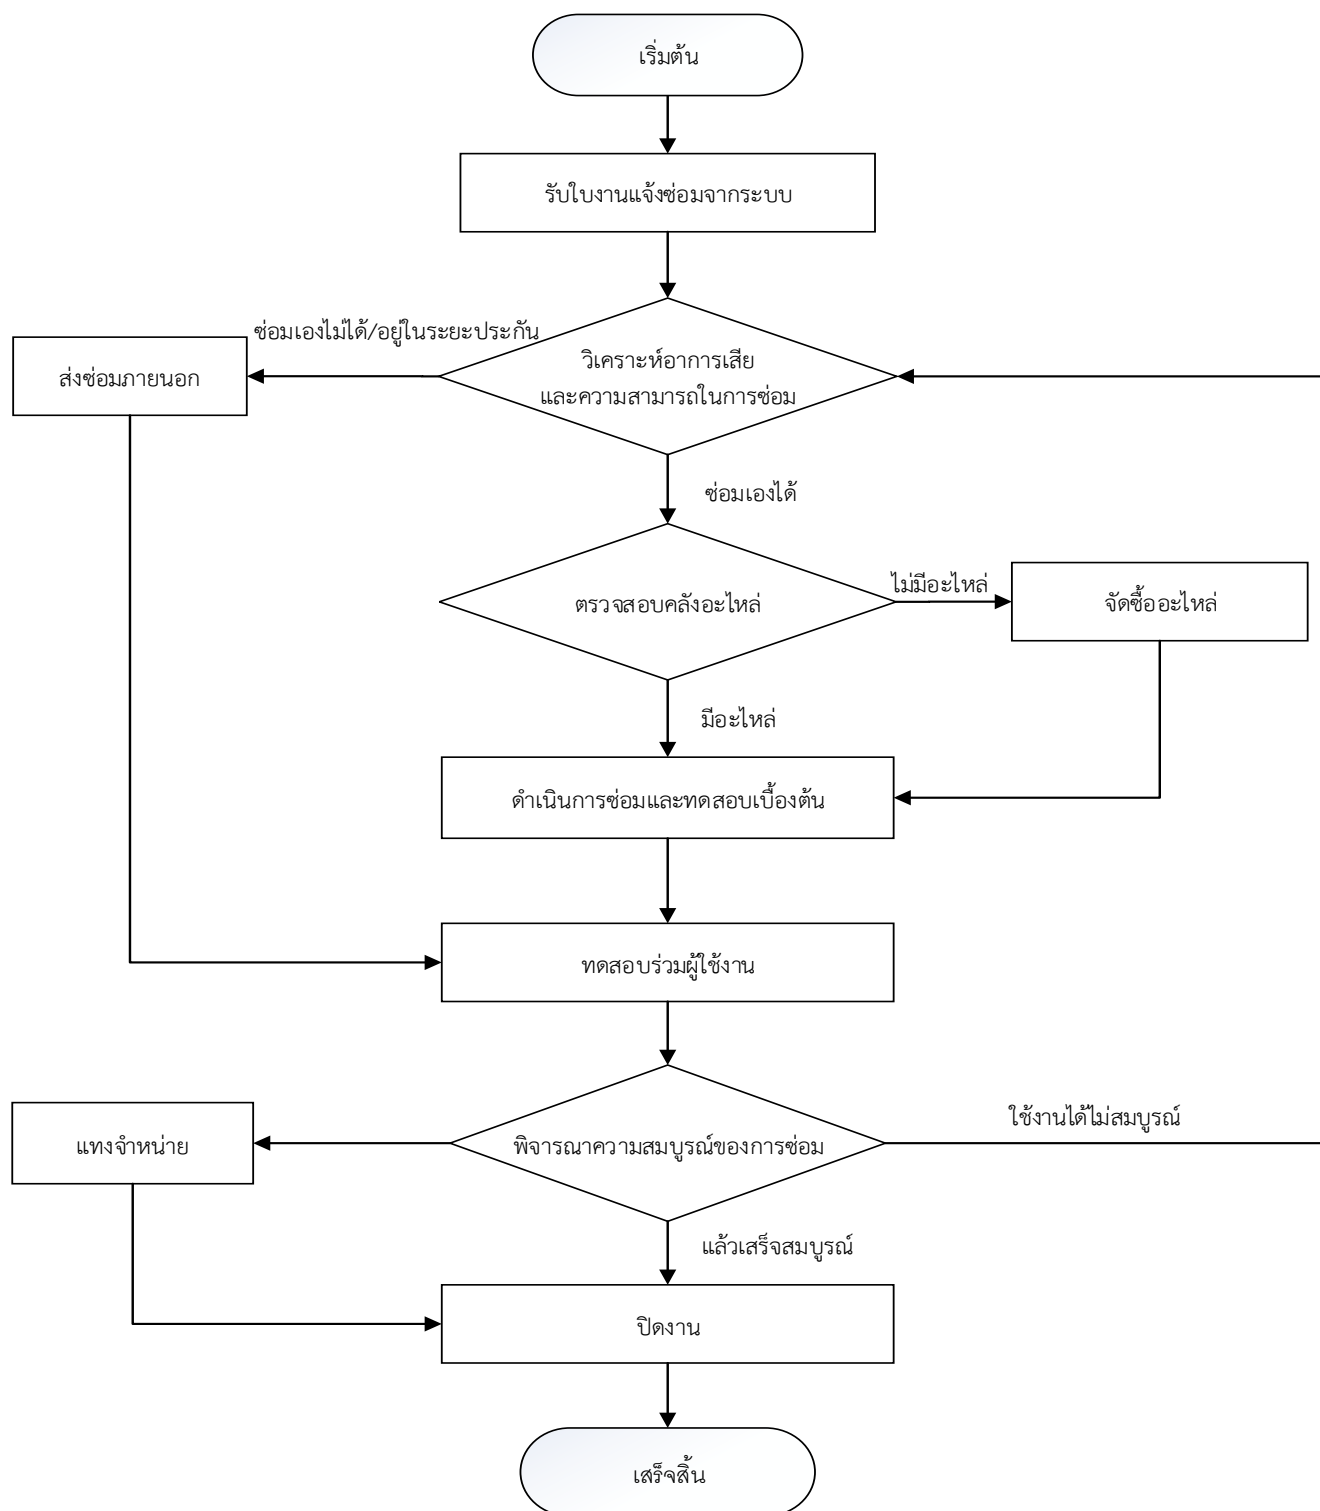 เริ่มต้น
รับใบงานแจ้งซ่อมจากระบบ
ซ่อมเองไม่ได้/อยู่ในระยะประกัน
วิเคราะห์อาการเสีย
และความสามารถในการซ่อม
ส่งซ่อมภายนอก
ซ่อมเองได้
ไม่มีอะไหล่
ตรวจสอบคลังอะไหล่
จัดซื้ออะไหล่
มีอะไหล่
ดำเนินการซ่อมและทดสอบเบื้องต้น
ทดสอบร่วมผู้ใช้งาน
ใช้งานได้ไม่สมบูรณ์
แทงจำหน่าย
พิจารณาความสมบูรณ์ของการซ่อม
แล้วเสร็จสมบูรณ์
ปิดงาน
เสร็จสิ้น